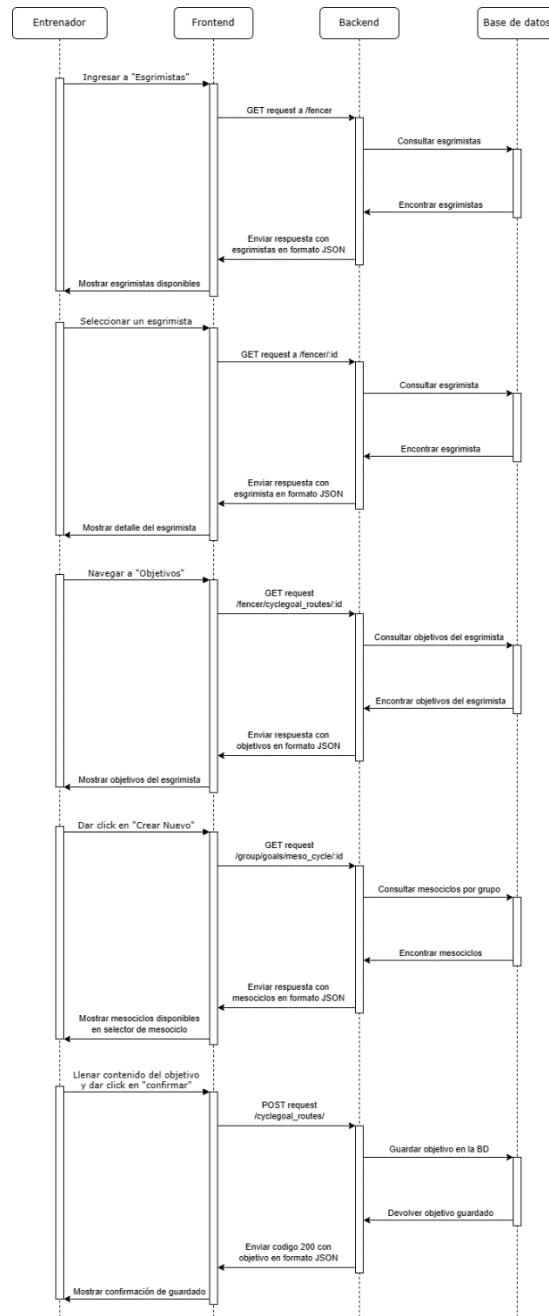 Entrenador
Frontend
Backend
Base de datos
Ingresar a "Esgrimistas"
GET request a /fencer
Consultar esgrimistas
Encontrar esgrimistas
Enviar respuesta con
esgrimistas en formato JSON
Mostrar esgrimistas disponibles
Seleccionar un esgrimista
GET request a /fencer/:id
Consultar esgrimista
Encontrar esgrimista
Enviar respuesta con
esgrimista en formato JSON
Mostrar detalle del esgrimista
Navegar a "Objetivos"
GET request
/fencer/cyclegoal_routes/:id
Consultar objetivos del esgrimista
Encontrar objetivos del esgrimista
Enviar respuesta con
objetivos en formato JSON
Mostrar objetivos del esgrimista
Dar click en "Crear Nuevo"
GET request
/group/goals/meso_cycle/:id
Consultar mesociclos por grupo
Encontrar mesociclos
Enviar respuesta con
mesociclos en formato JSON
Mostrar mesociclos disponibles
en selector de mesociclo
Llenar contenido del objetivo
y dar click en "confirmar"
POST request
/cyclegoal_routes/
Guardar objetivo en la BD
Devolver objetivo guardado
Enviar codigo 200 con
objetivo en formato JSON
Mostrar confirmación de guardado